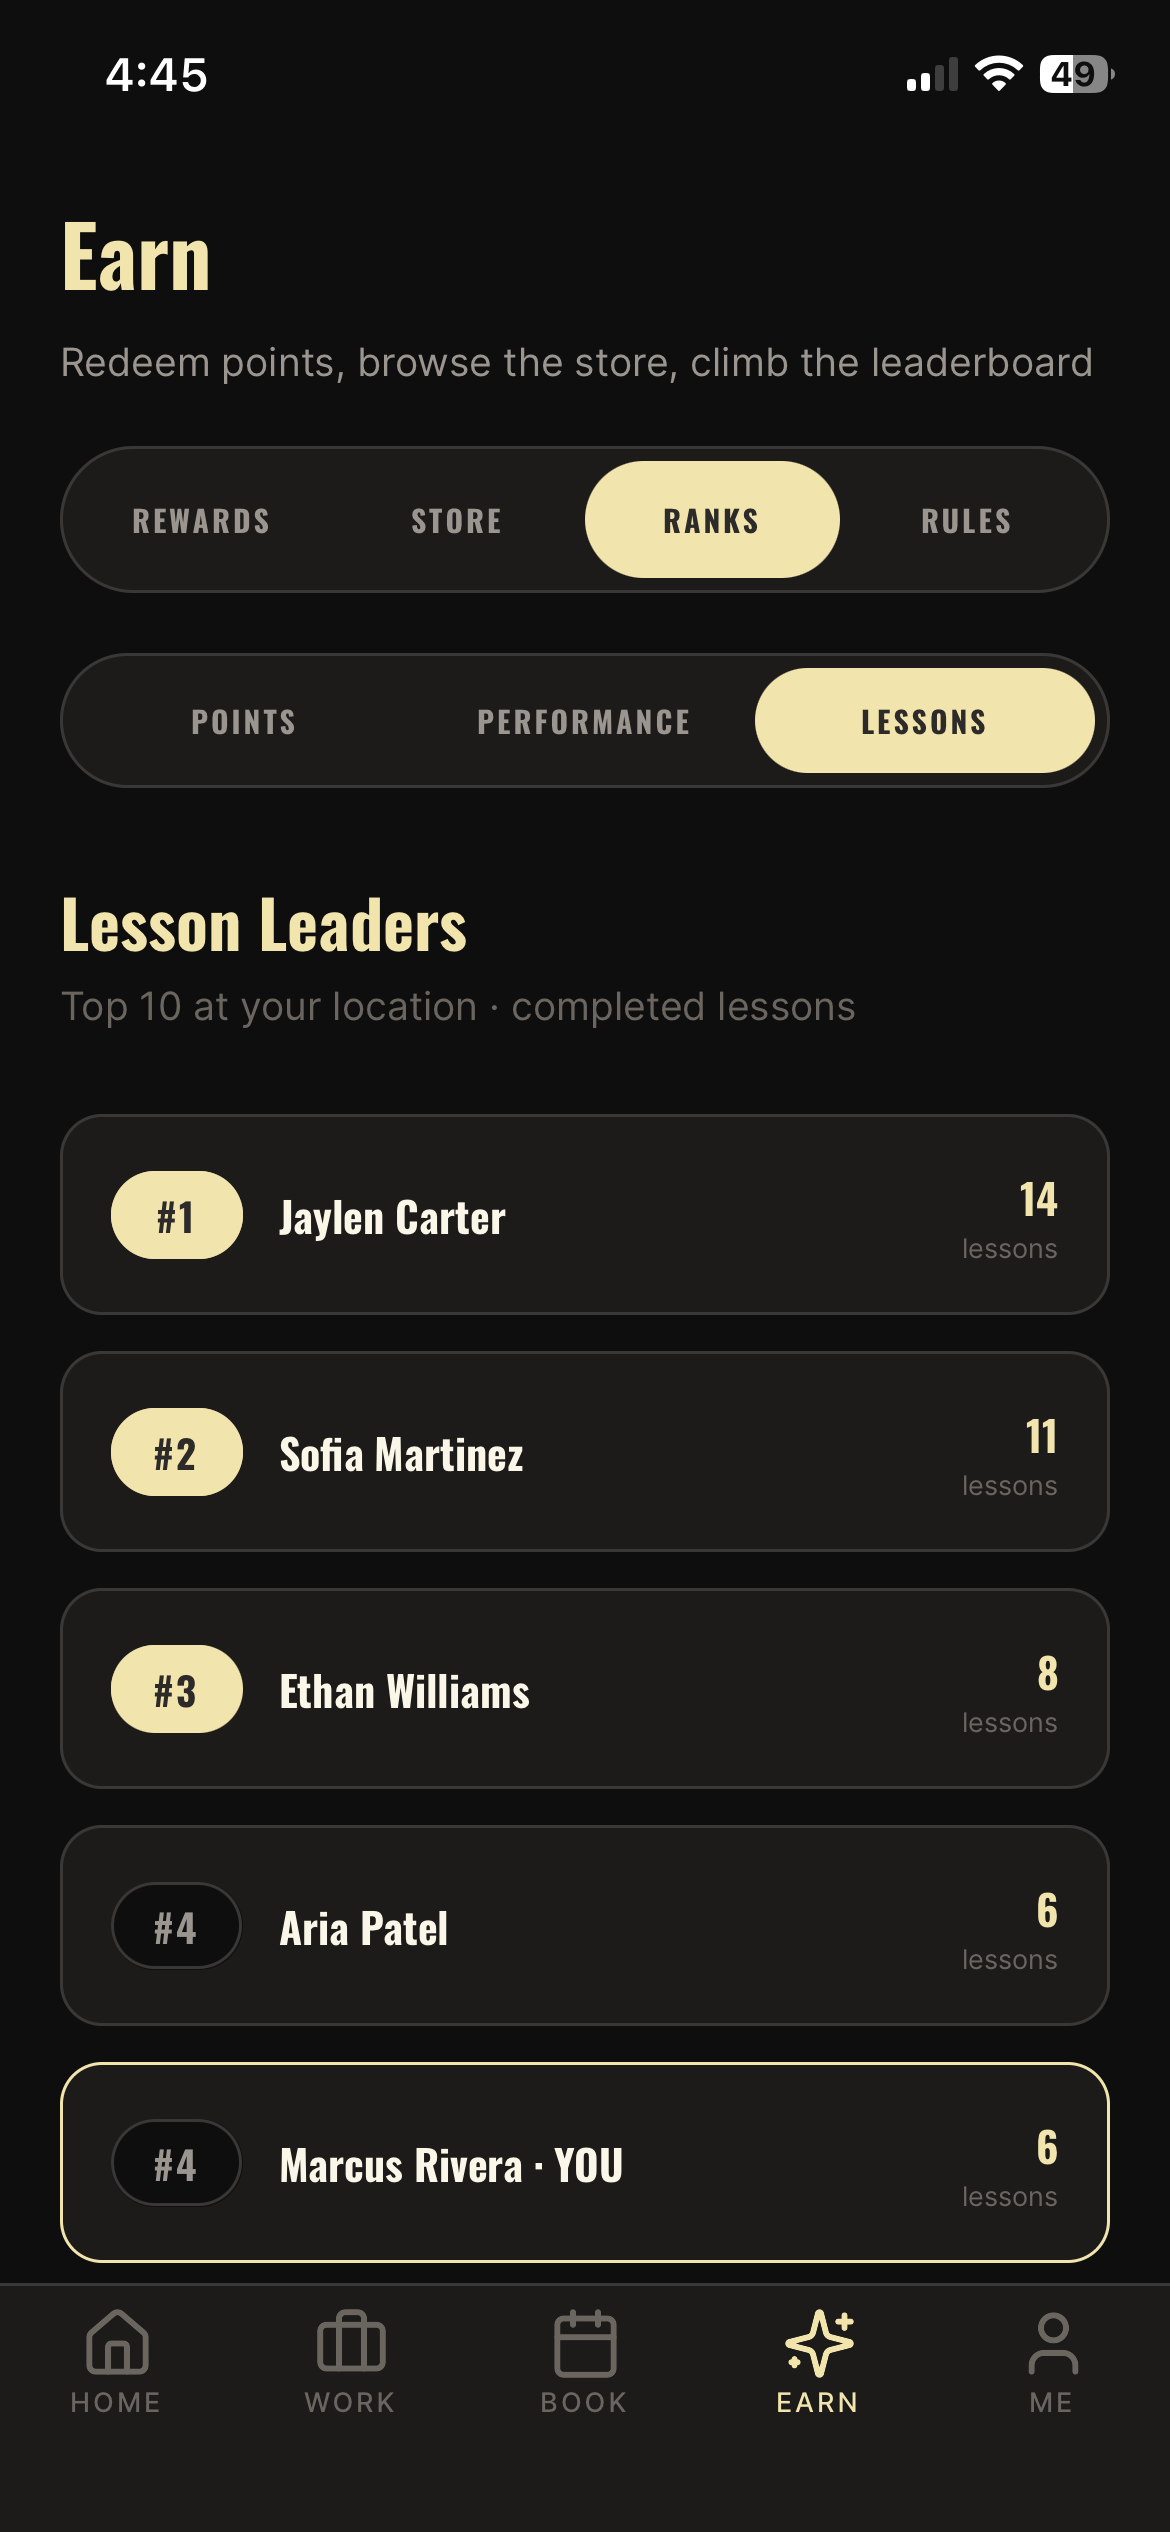 4:45
49
Earn
Redeem points, browse the store, climb the leaderboard
REWARDS STORE RANKS RULES
POINTS PERFORMANCE LESSONS
Lesson Leaders
Top 10 at your location · completed lessons
#1 Jaylen Carter 14
lessons
#2 Sofia Martinez 11
lessons
#3 Ethan Williams 8
lessons
#4 Aria Patel 6
lessons
#4 Marcus Rivera · YOU 6
lessons
HOME WORK BOOK EARN ME